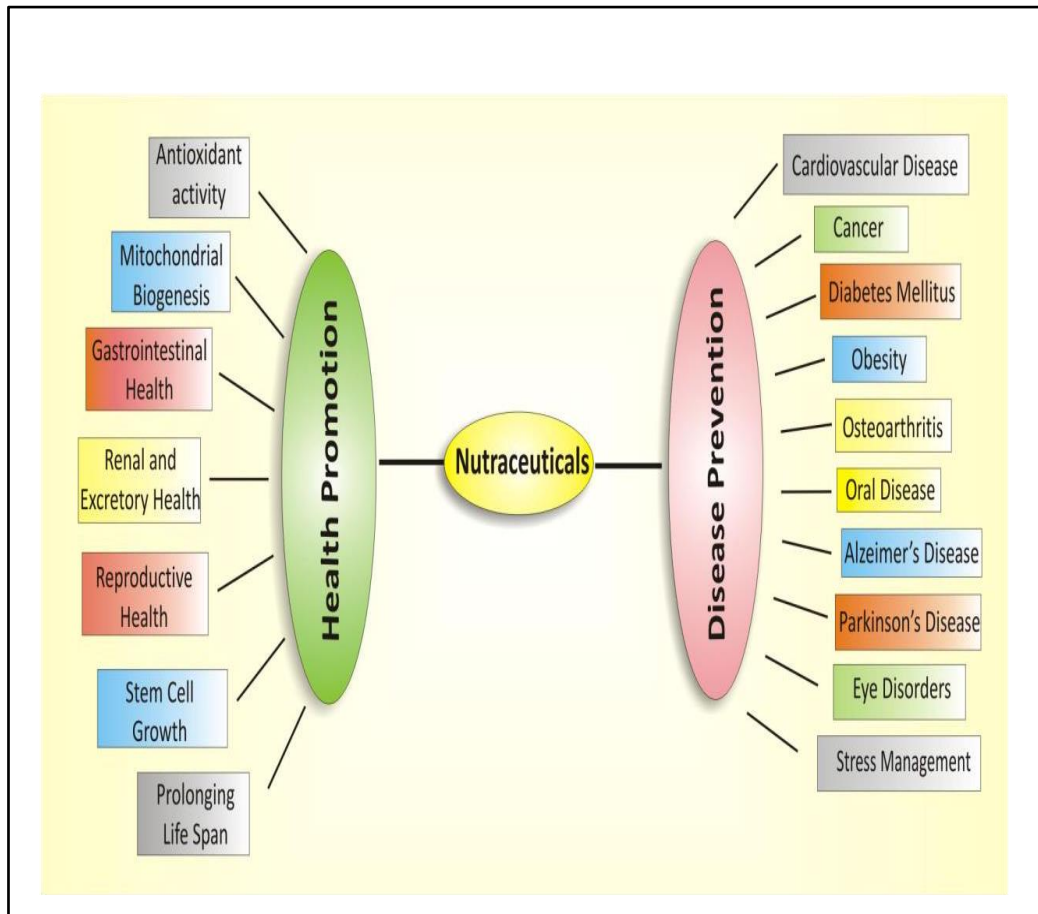 Antioxidant
activity
Mitochondrial
Biogenesis
Gastrointestinal
Health
Renal and
Excretory Health
Reproductive
Health
Stem Cell
Growth
Prolonging
Life Span
Health Promotion
Nutraceuticals
Disease Prevention
Cardiovascular Disease
Cancer
Diabetes Mellitus
Obesity
Osteoarthritis
Oral Disease
Alzeimer's Disease
Parkinson's Disease
Eye Disorders
Stress Management